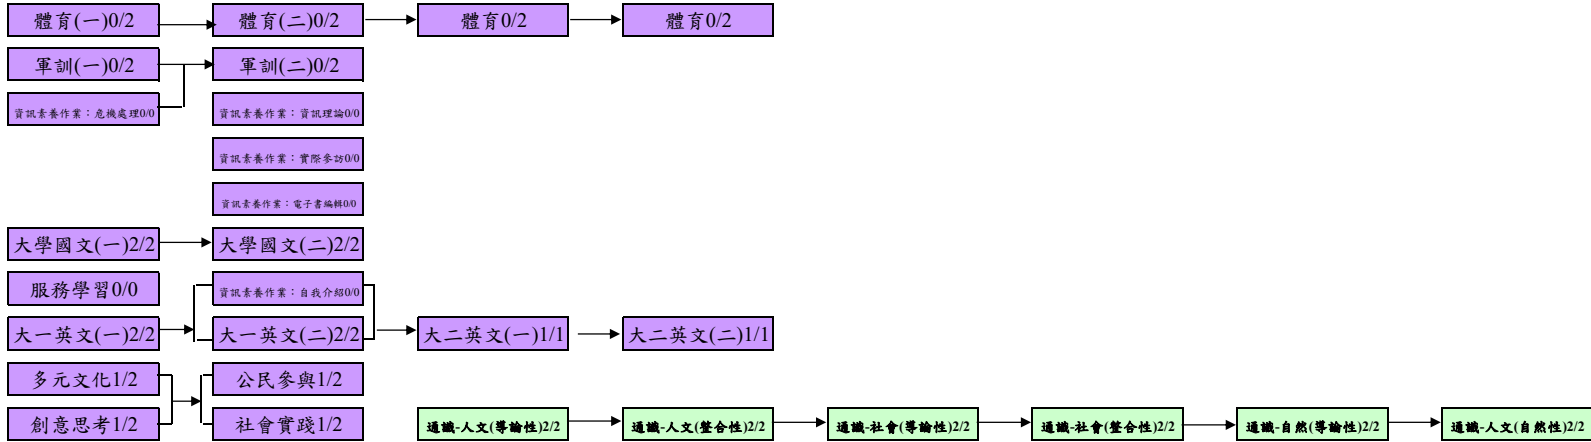 體育(一)0/2 體育(二)0/2 體育0/2 體育0/2
軍訓(一)0/2 軍訓(二)0/2
資訊素養作業：危機處理0/0 資訊素養作業：資訊理論0/0
資訊素養作業：實際參訪0/0
資訊素養作業：電子書編輯0/0
大學國文(一)2/2 大學國文(二)2/2
服務學習0/0 資訊素養作業：自我介紹0/0
大一英文(一)2/2 大一英文(二)2/2 大二英文(一)1/1 大二英文(二)1/1
多元文化1/2 公民參與1/2
創意思考1/2 社會實踐1/2 通識-人文(導論性)2/2 通識-人文(整合性)2/2 通識-社會(導論性)2/2 通識-社會(整合性)2/2 通識-自然(導論性)2/2 通識-人文(自然性)2/2